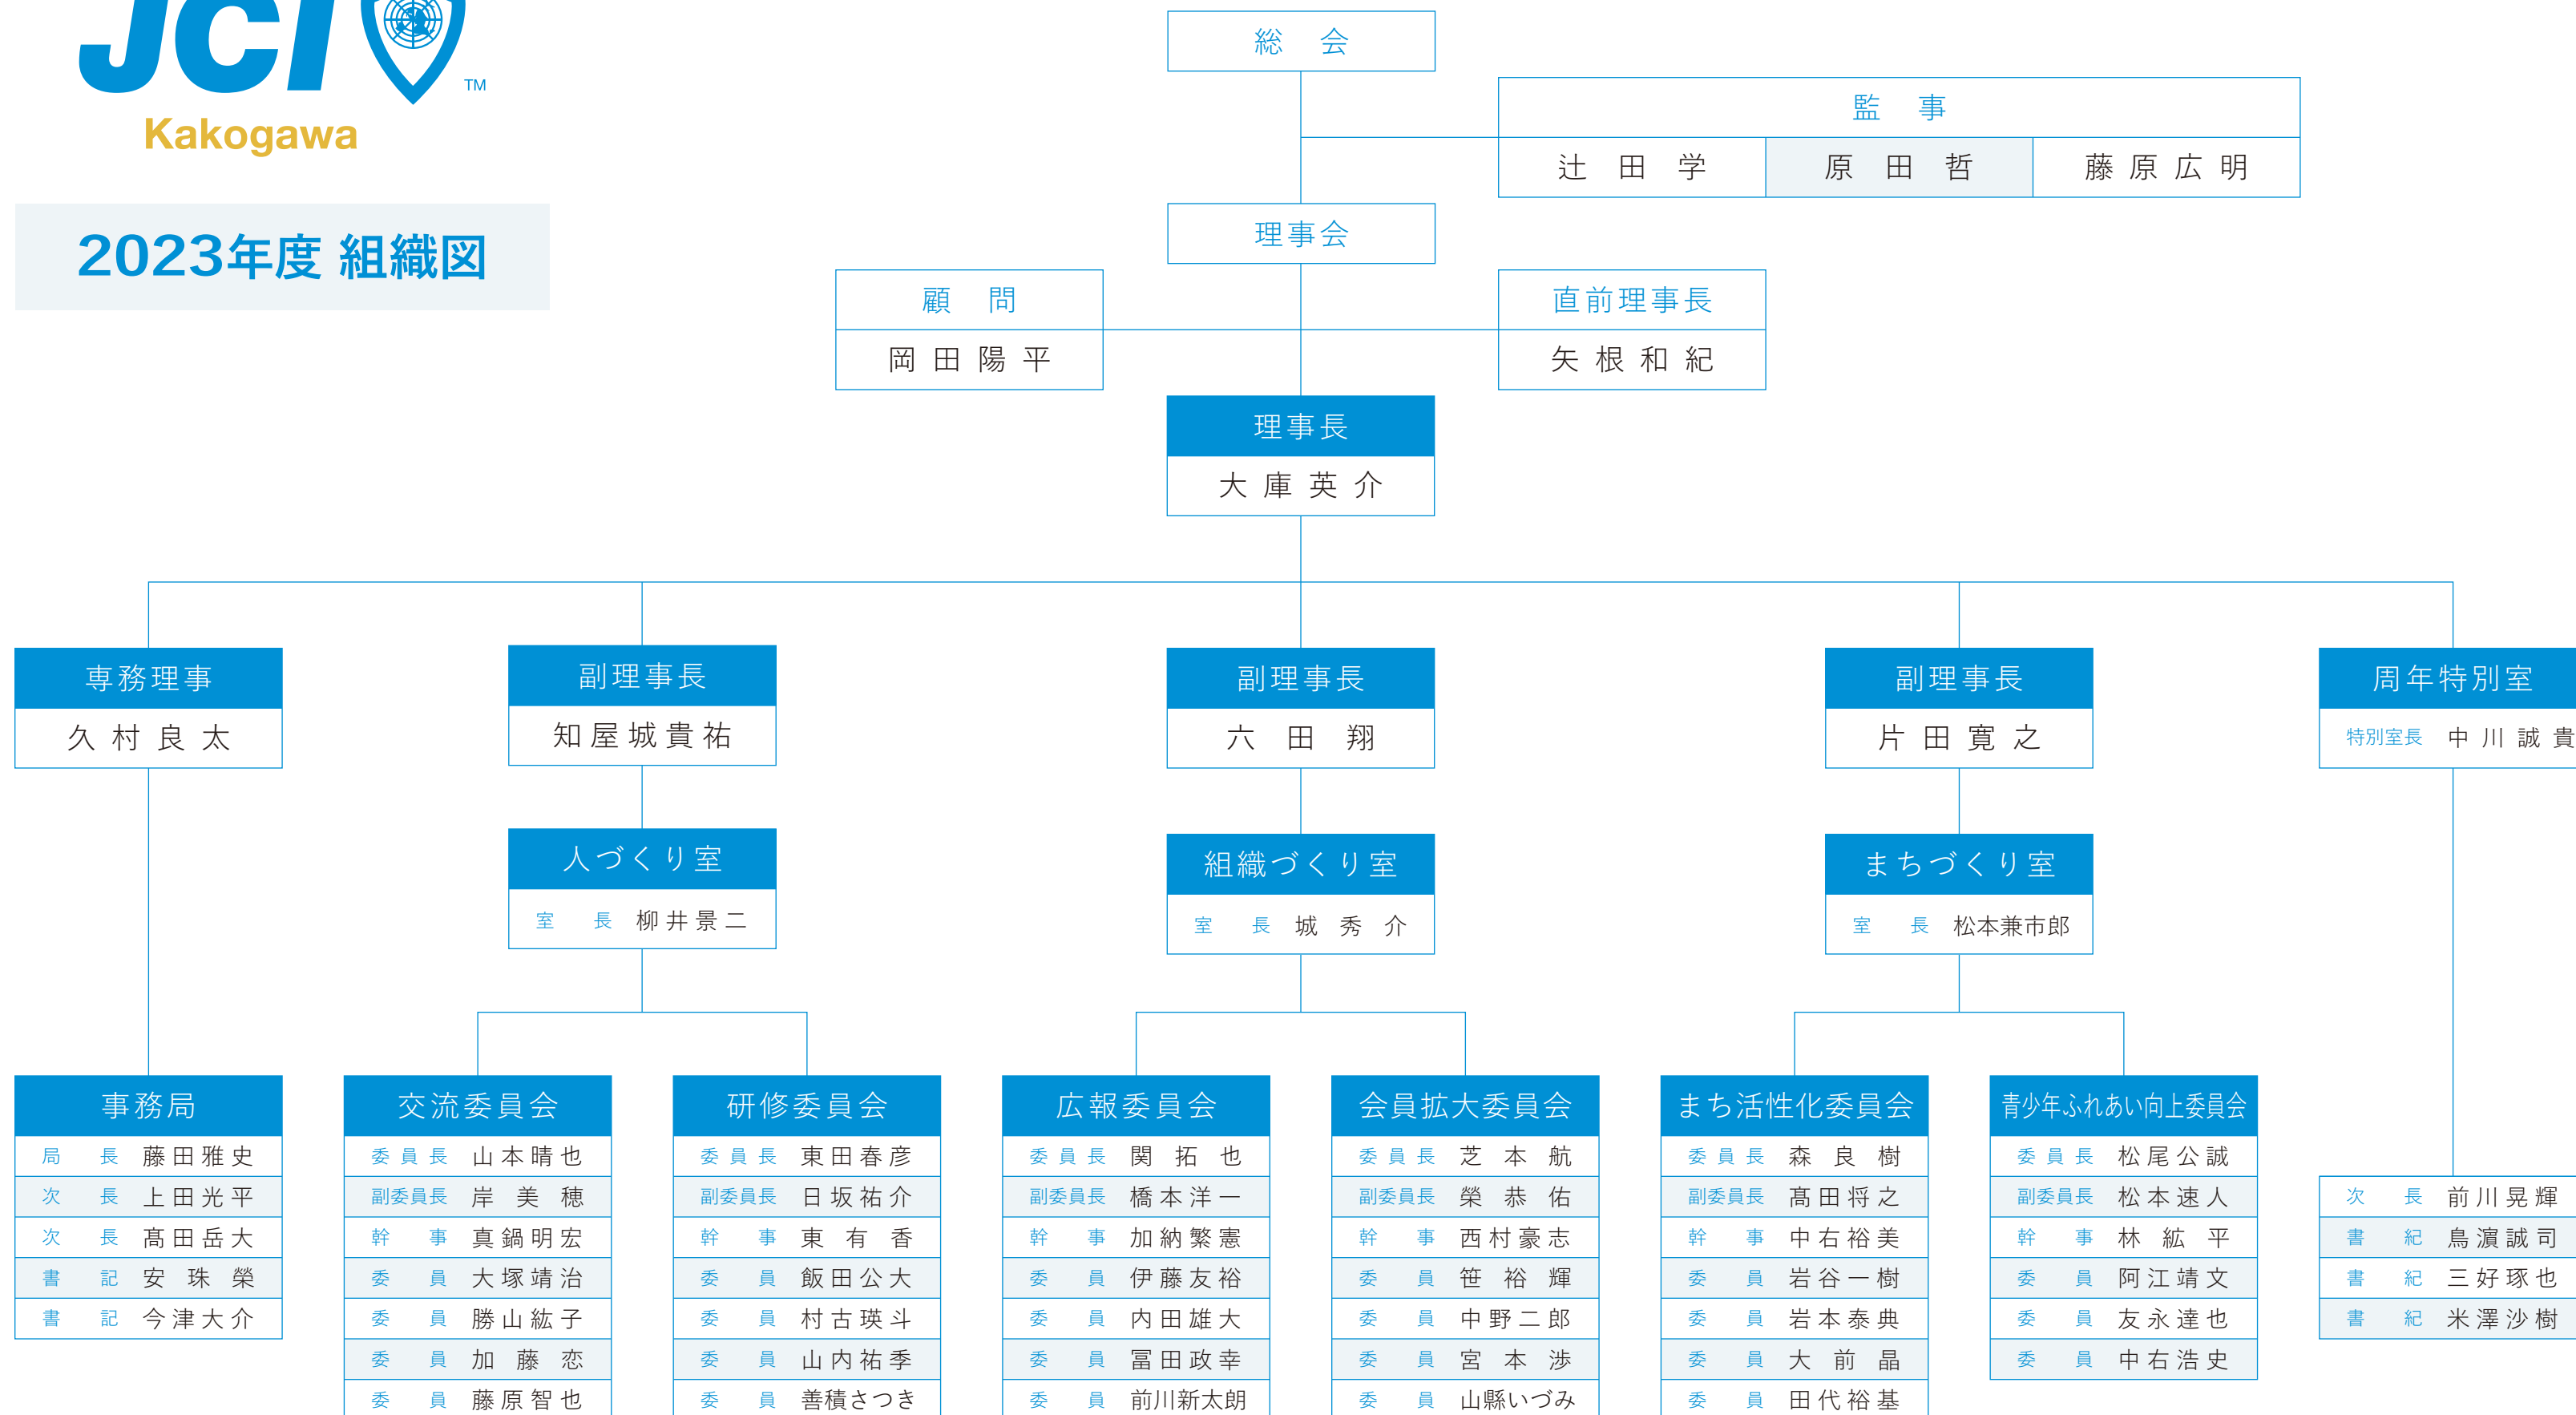 JCI
TM
Kakogawa
2023年度 組織図
総 会
監 事
辻田学 原田哲 藤原広明
理事会
顧 問
岡田陽平
直前理事長
矢根和紀
理事長
大庫英介
専務理事
久村良太
副理事長
知屋城貴祐
副理事長
六田翔
副理事長
片田寛之
周年特別室
特別室長 中川誠貴
人づくり室
室長 柳井景二
組織づくり室
室長 城秀介
まちづくり室
室長 松本兼市郎
事務局
局長 藤田雅史
次長 上田光平
次長 髙田岳大
書記 安珠榮
書記 今津大介
交流委員会
委員長 山本晴也
副委員長 岸美穂
幹事 真鍋明宏
委員 大塚靖治
委員 勝山紘子
委員 加藤恋
委員 藤原智也
研修委員会
委員長 東田春彦
副委員長 日坂祐介
幹事 東有香
委員 飯田公大
委員 村古瑛斗
委員 山内祐季
委員 善積さつき
広報委員会
委員長 関拓也
副委員長 橋本洋一
幹事 加納繁憲
委員 伊藤友裕
委員 内田雄大
委員 冨田政幸
委員 前川新太朗
会員拡大委員会
委員長 芝本航
副委員長 榮恭佑
幹事 西村豪志
委員 笹裕輝
委員 中野二郎
委員 宮本渉
委員 山縣いづみ
まち活性化委員会
委員長 森良樹
副委員長 髙田将之
幹事 中右裕美
委員 岩谷一樹
委員 岩本泰典
委員 大前晶
委員 田代裕基
青少年ふれあい向上委員会
委員長 松尾公誠
副委員長 松本速人
幹事 林紘平
委員 阿江靖文
委員 友永達也
委員 中右浩史
次長 前川晃輝
書紀 鳥濵誠司
書紀 三好琢也
書紀 米澤沙樹